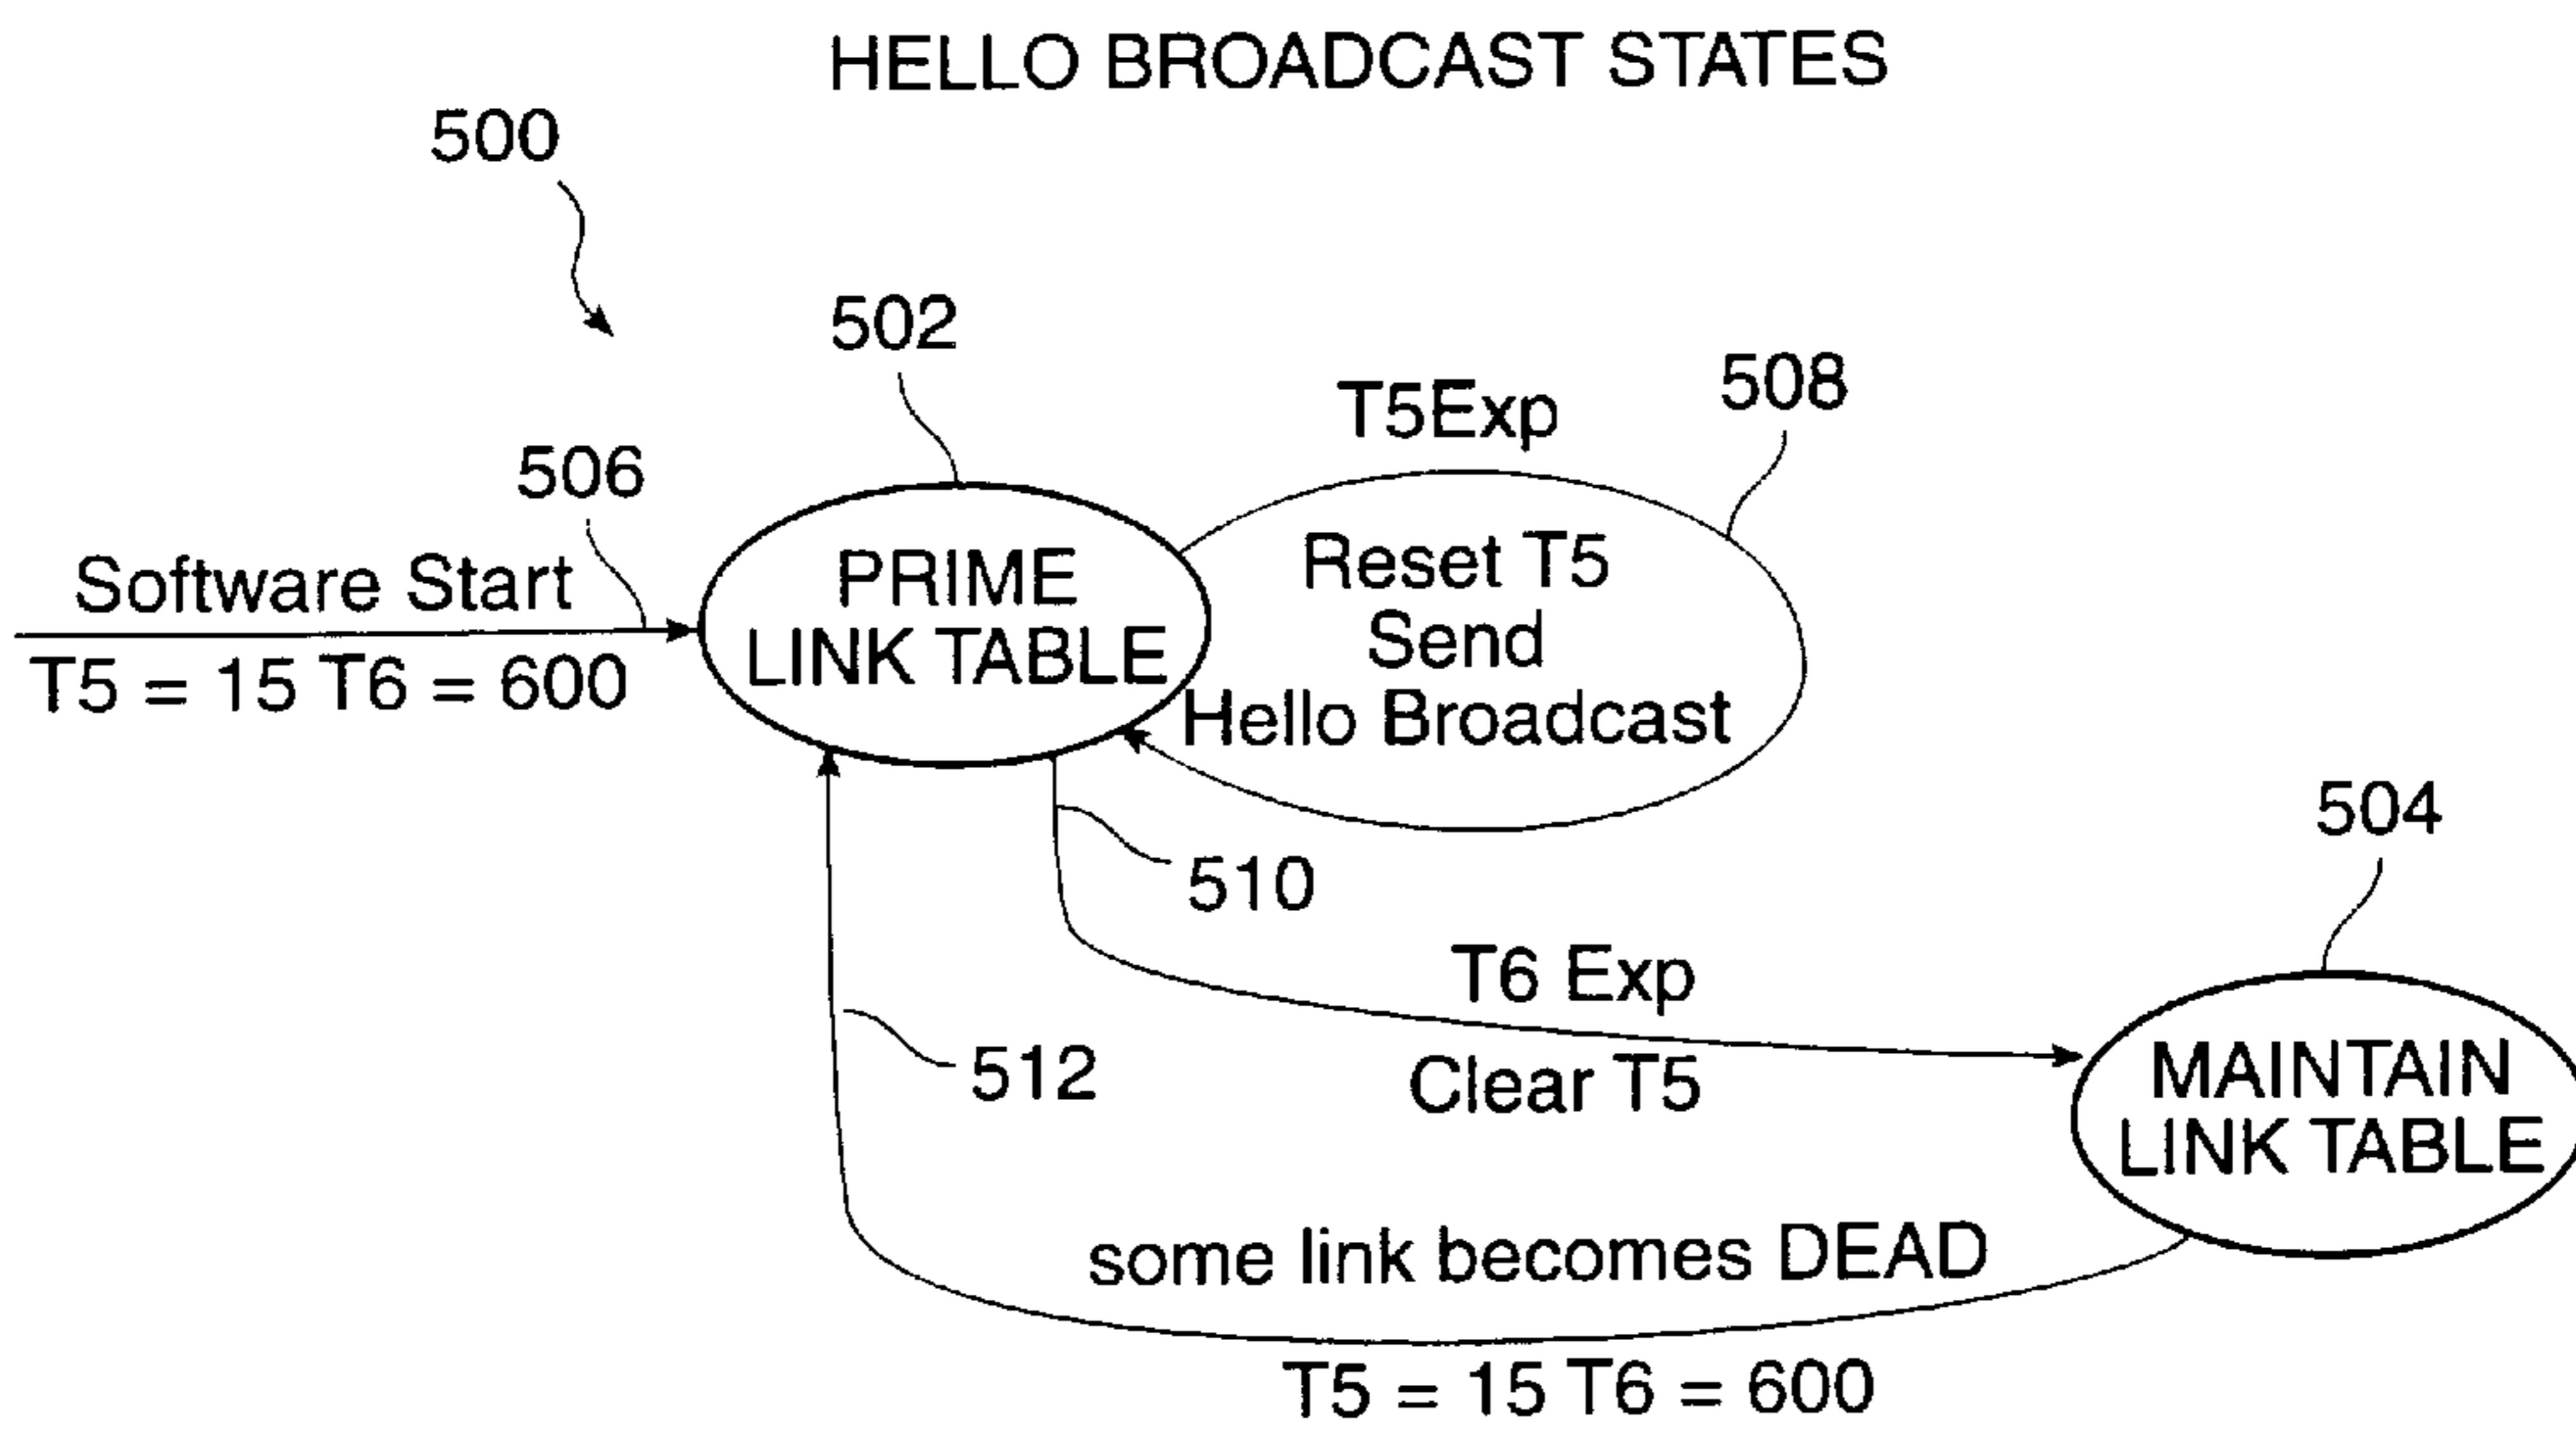 HELLO BROADCAST STATES
500
502
508
T5Exp
506
Software Start
T5 = 15 T6 = 600
PRIME
LINK TABLE
Reset T5
Send
Hello Broadcast
504
510
T6 Exp
Clear T5
512
MAINTAIN
LINK TABLE
some link becomes DEAD
T5 = 15 T6 = 600